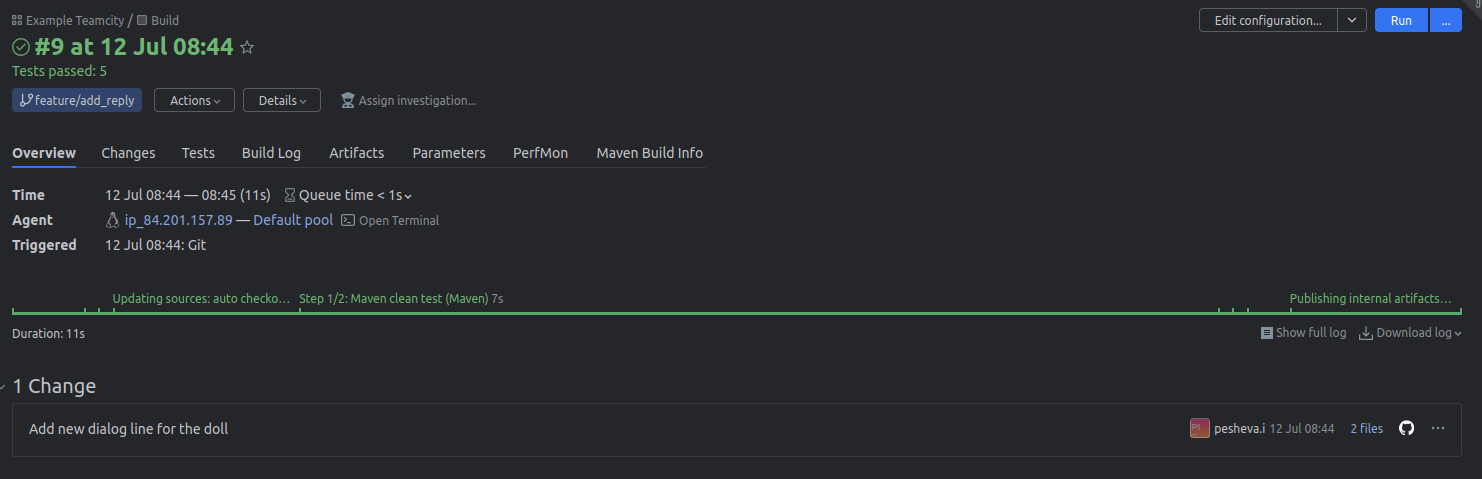 Example Teamcity / Build
Edit configuration...
Run
...
#9 at 12 Jul 08:44
Tests passed: 5
feature/add_reply
Actions
Details
Assign investigation...
Overview Changes Tests Build Log Artifacts Parameters PerfMon Maven Build Info
Time 12 Jul 08:44 — 08:45 (11s) Queue time < 1s
Agent ip_84.201.157.89 — Default pool Open Terminal
Triggered 12 Jul 08:44: Git
Updating sources: auto checko... Step 1/2: Maven clean test (Maven) 7s Publishing internal artifacts...
Duration: 11s Show full log Download log
1 Change
Add new dialog line for the doll PI pesheva.i 12 Jul 08:44 2 files ...